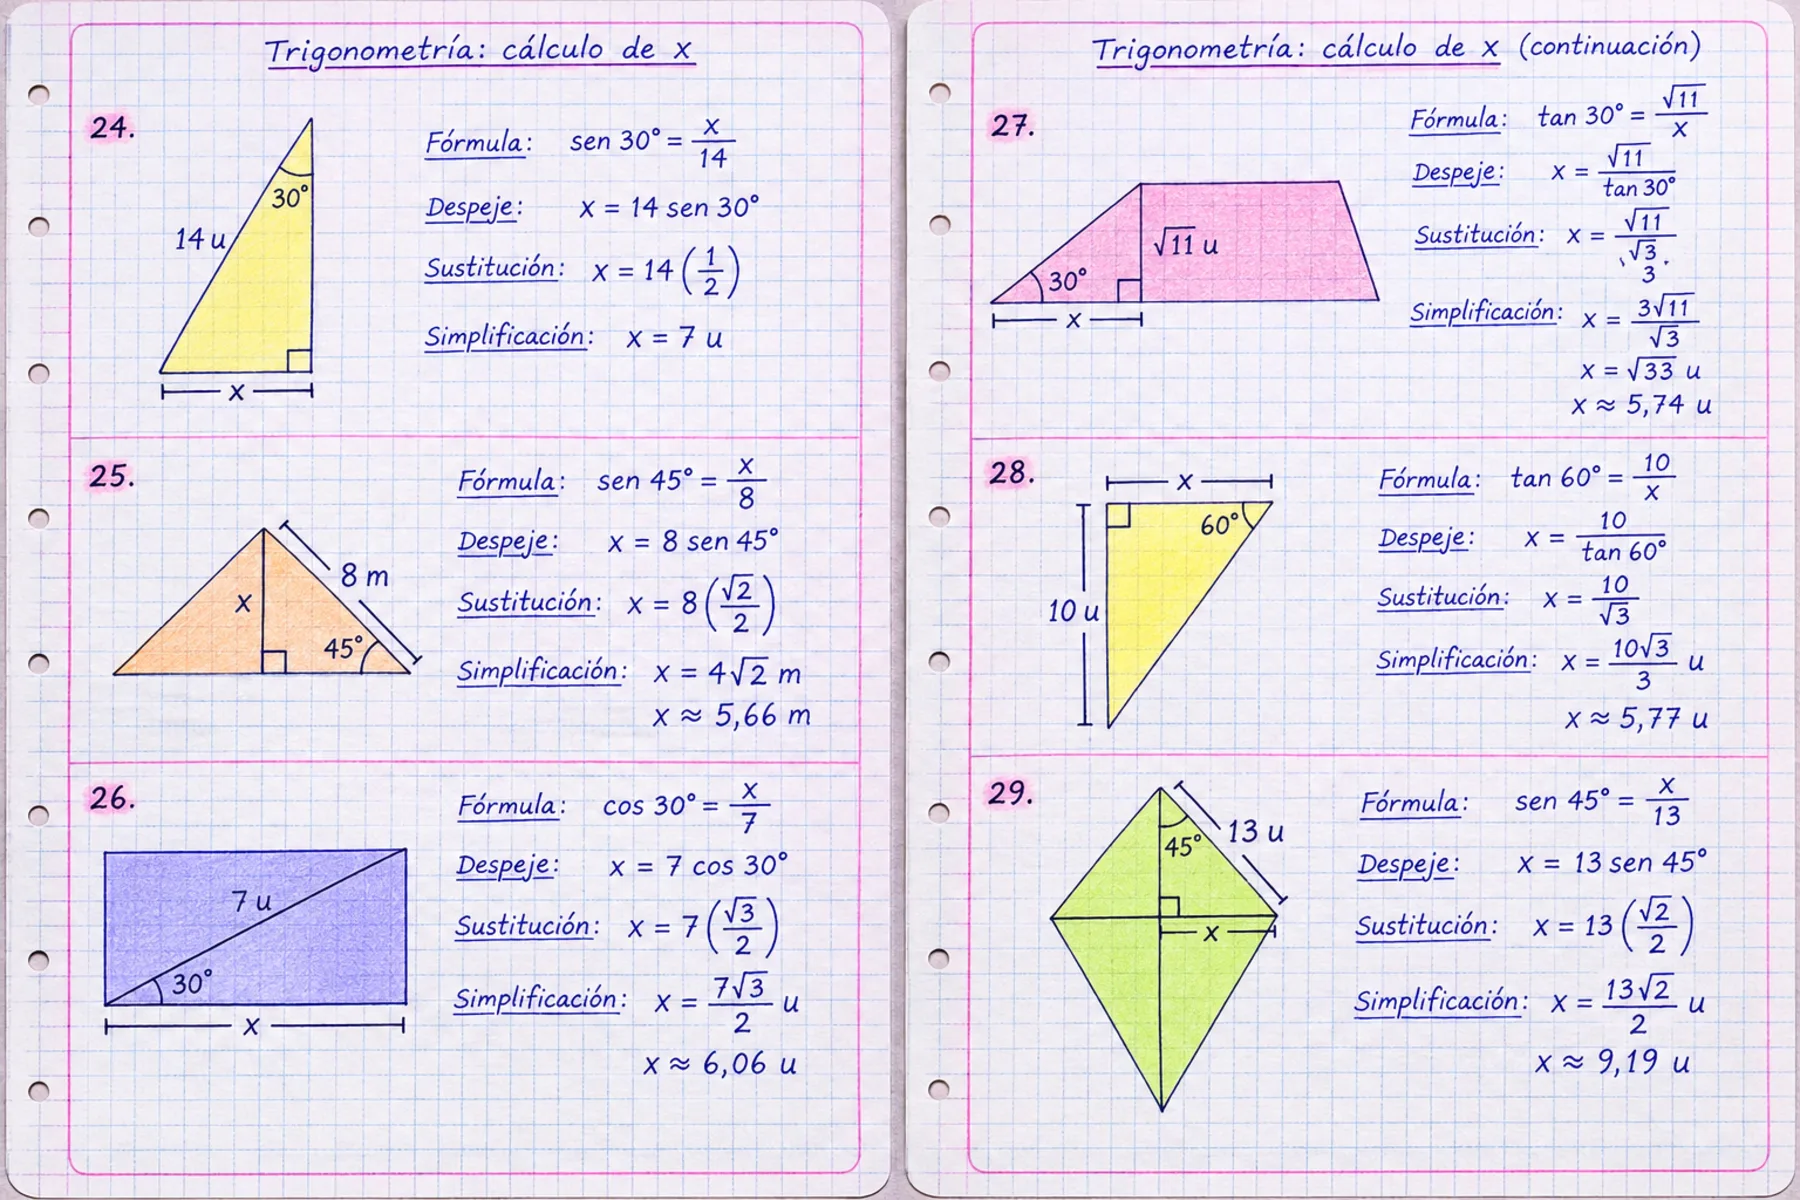 Trigonometría: cálculo de x
24.
30°
14 u
x
Fórmula: sen 30° = x/14
Despeje: x = 14 sen 30°
Sustitución: x = 14 (1/2)
Simplificación: x = 7 u
25.
8 m
x
45°
Fórmula: sen 45° = x/8
Despeje: x = 8 sen 45°
Sustitución: x = 8 (√2/2)
Simplificación: x = 4√2 m
x ≈ 5,66 m
26.
7 u
30°
x
Fórmula: cos 30° = x/7
Despeje: x = 7 cos 30°
Sustitución: x = 7 (√3/2)
Simplificación: x = 7√3/2 u
x ≈ 6,06 u
Trigonometría: cálculo de x (continuación)
27.
√11 u
30°
x
Fórmula: tan 30° = √11/x
Despeje: x = √11/tan 30°
Sustitución: x = √11/(√3/3)
Simplificación: x = 3√11/√3
x = √33 u
x ≈ 5,74 u
28.
x
60°
10 u
Fórmula: tan 60° = 10/x
Despeje: x = 10/tan 60°
Sustitución: x = 10/√3
Simplificación: x = 10√3/3 u
x ≈ 5,77 u
29.
45°
13 u
x
Fórmula: sen 45° = x/13
Despeje: x = 13 sen 45°
Sustitución: x = 13 (√2/2)
Simplificación: x = 13√2/2 u
x ≈ 9,19 u